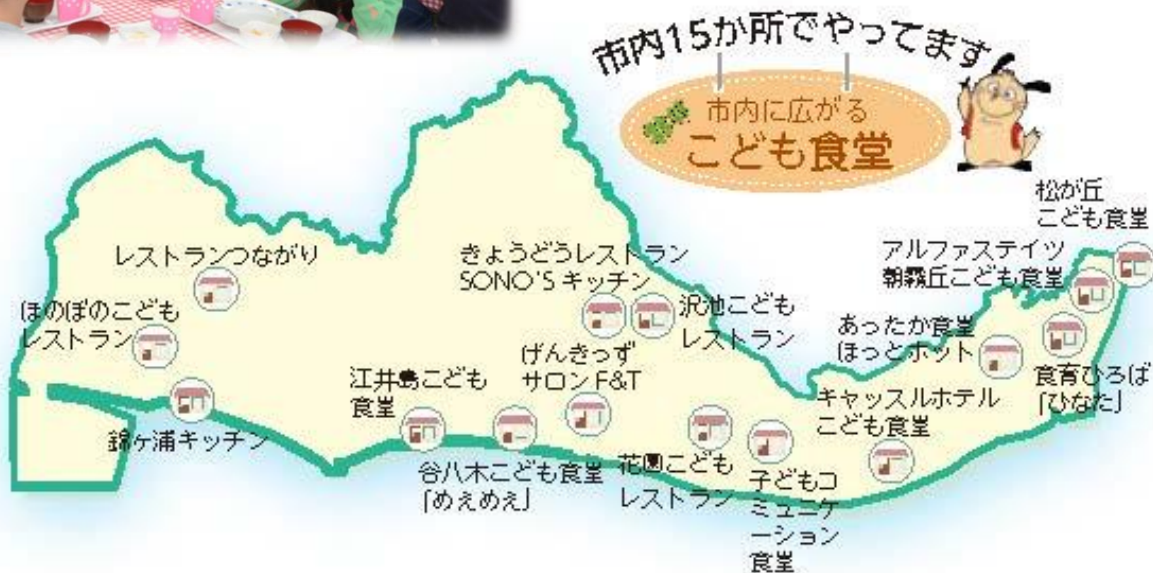 市内15か所でやってます
市内に広がる
こども食堂
松が丘
こども食堂
アルファステイツ
朝霧丘こども食堂
レストランつながり
きょうどうレストラン
SONO'S キッチン
ほのぼのこども
レストラン
沢池こども
レストラン
あったか食堂
ほっとホット
げんきっず
サロン F&T
食育ひろば
「ひなた」
江井島こども
食堂
キャッスルホテル
こども食堂
錦ヶ浦キッチン
谷八木こども食堂
「めぇめぇ」
花園こども
レストラン
子どもコ
ミュニケ
ーション
食堂